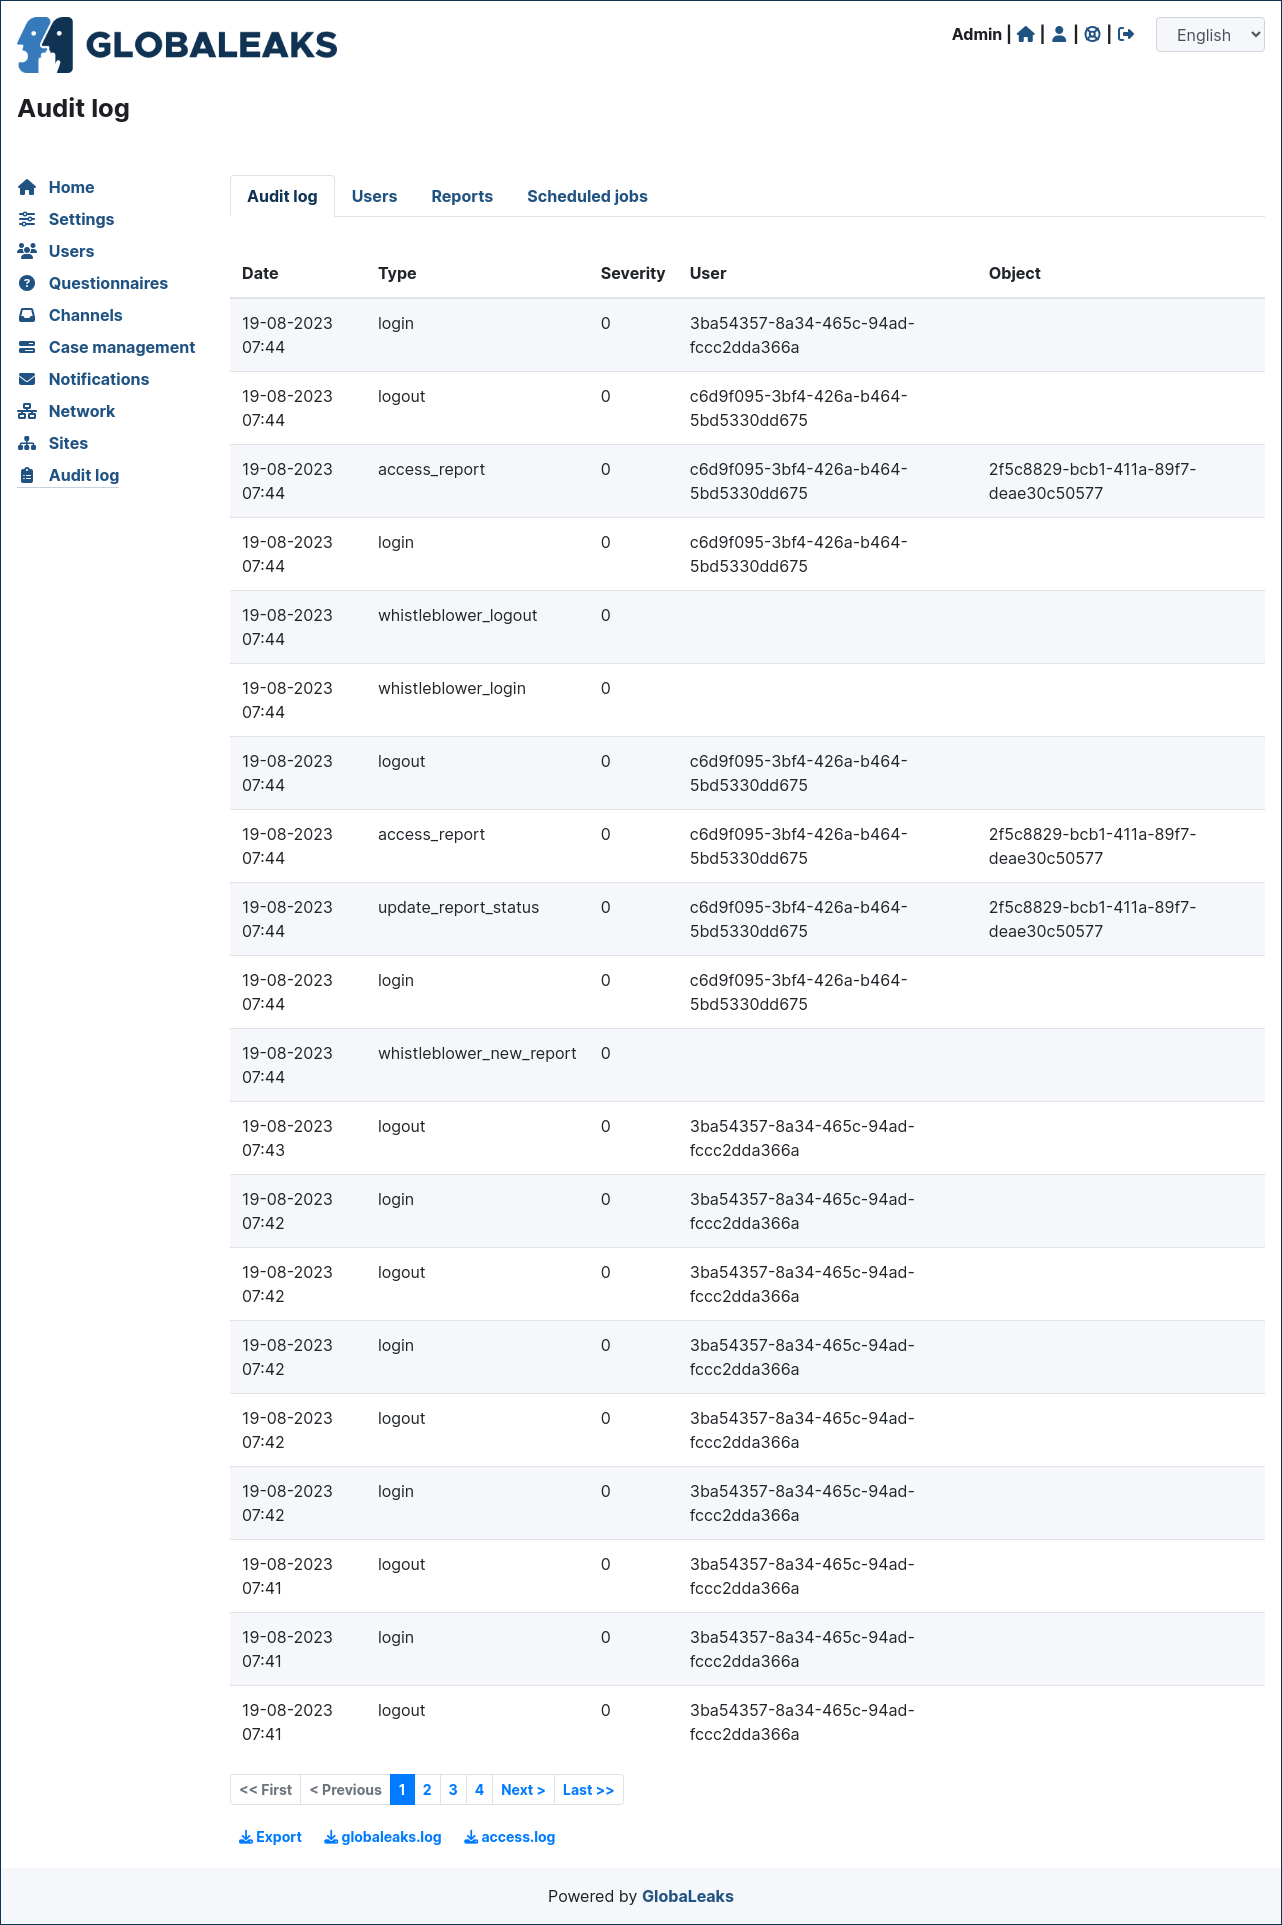 GLOBALEAKS
Admin | | | |
English
Audit log
Home
Settings
Users
Questionnaires
Channels
Case management
Notifications
Network
Sites
Audit log
Audit log Users Reports Scheduled jobs
Date Type Severity User Object
19-08-2023 login 0 3ba54357-8a34-465c-94ad-
07:44 fccc2dda366a
19-08-2023 logout 0 c6d9f095-3bf4-426a-b464-
07:44 5bd5330dd675
19-08-2023 access_report 0 c6d9f095-3bf4-426a-b464- 2f5c8829-bcb1-411a-89f7-
07:44 5bd5330dd675 deae30c50577
19-08-2023 login 0 c6d9f095-3bf4-426a-b464-
07:44 5bd5330dd675
19-08-2023 whistleblower_logout 0
07:44
19-08-2023 whistleblower_login 0
07:44
19-08-2023 logout 0 c6d9f095-3bf4-426a-b464-
07:44 5bd5330dd675
19-08-2023 access_report 0 c6d9f095-3bf4-426a-b464- 2f5c8829-bcb1-411a-89f7-
07:44 5bd5330dd675 deae30c50577
19-08-2023 update_report_status 0 c6d9f095-3bf4-426a-b464- 2f5c8829-bcb1-411a-89f7-
07:44 5bd5330dd675 deae30c50577
19-08-2023 login 0 c6d9f095-3bf4-426a-b464-
07:44 5bd5330dd675
19-08-2023 whistleblower_new_report 0
07:44
19-08-2023 logout 0 3ba54357-8a34-465c-94ad-
07:43 fccc2dda366a
19-08-2023 login 0 3ba54357-8a34-465c-94ad-
07:42 fccc2dda366a
19-08-2023 logout 0 3ba54357-8a34-465c-94ad-
07:42 fccc2dda366a
19-08-2023 login 0 3ba54357-8a34-465c-94ad-
07:42 fccc2dda366a
19-08-2023 logout 0 3ba54357-8a34-465c-94ad-
07:42 fccc2dda366a
19-08-2023 login 0 3ba54357-8a34-465c-94ad-
07:42 fccc2dda366a
19-08-2023 logout 0 3ba54357-8a34-465c-94ad-
07:41 fccc2dda366a
19-08-2023 login 0 3ba54357-8a34-465c-94ad-
07:41 fccc2dda366a
19-08-2023 logout 0 3ba54357-8a34-465c-94ad-
07:41 fccc2dda366a
<< First < Previous 1 2 3 4 Next > Last >>
Export globaleaks.log access.log
Powered by GlobaLeaks